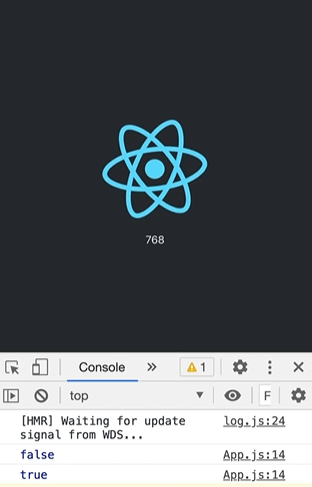 768
Console
1
top
F
[HMR] Waiting for update log.js:24
signal from WDS...
false App.js:14
true App.js:14